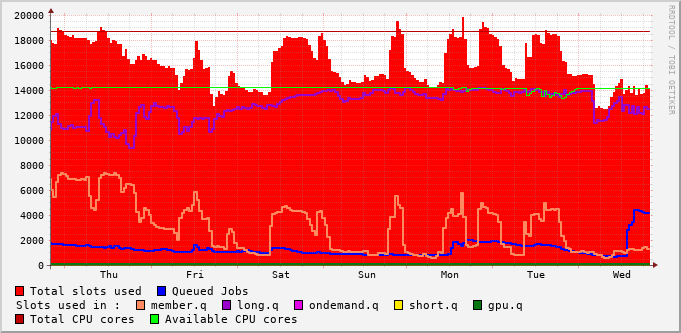 RRDTOOL / TOBI OETIKER
20000
18000
16000
14000
12000
10000
8000
6000
4000
2000
0
Thu Fri Sat Sun Mon Tue Wed
Total slots used Queued Jobs
Slots used in : member.q long.q ondemand.q short.q gpu.q
Total CPU cores Available CPU cores